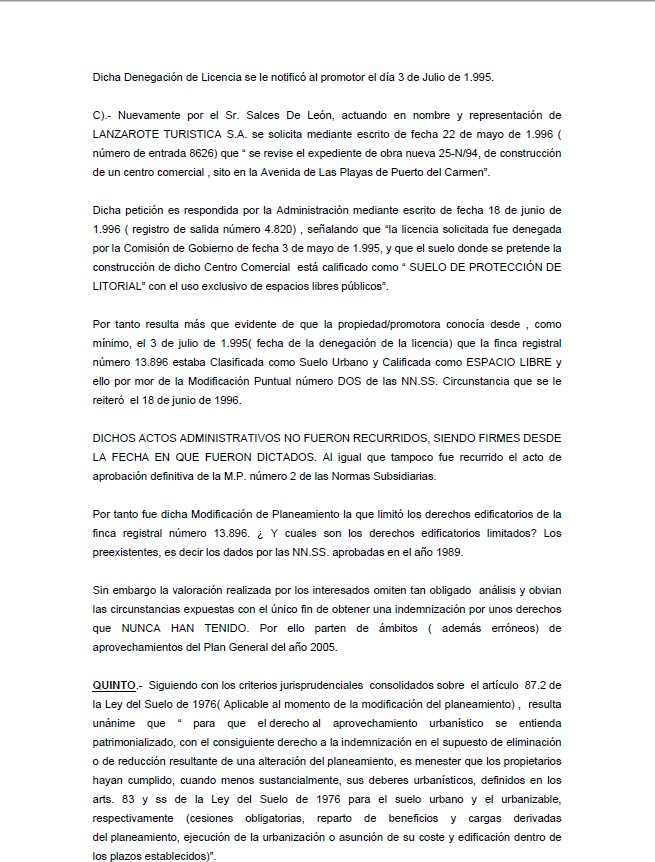 Dicha Denegación de Licencia se le notificó al promotor el día 3 de Julio de 1.995.
C).- Nuevamente por el Sr. Salces De León, actuando en nombre y representación de
LANZAROTE TURISTICA S.A. se solicita mediante escrito de fecha 22 de mayo de 1.996 (
número de entrada 8626) que “ se revise el expediente de obra nueva 25-N/94, de construcción
de un centro comercial , sito en la Avenida de Las Playas de Puerto del Carmen”.
Dicha petición es respondida por la Administración mediante escrito de fecha 18 de junio de
1.996 ( registro de salida número 4.820) , señalando que “la licencia solicitada fue denegada
por la Comisión de Gobierno de fecha 3 de mayo de 1.995, y que el suelo donde se pretende la
construcción de dicho Centro Comercial está calificado como “ SUELO DE PROTECCIÓN DE
LITORIAL” con el uso exclusivo de espacios libres públicos”.
Por tanto resulta más que evidente de que la propiedad/promotora conocía desde , como
mínimo, el 3 de julio de 1.995( fecha de la denegación de la licencia) que la finca registral
número 13.896 estaba Clasificada como Suelo Urbano y Calificada como ESPACIO LIBRE y
ello por mor de la Modificación Puntual número DOS de las NN.SS. Circunstancia que se le
reiteró el 18 de junio de 1996.
DICHOS ACTOS ADMINISTRATIVOS NO FUERON RECURRIDOS, SIENDO FIRMES DESDE
LA FECHA EN QUE FUERON DICTADOS. Al igual que tampoco fue recurrido el acto de
aprobación definitiva de la M.P. número 2 de las Normas Subsidiarias.
Por tanto fue dicha Modificación de Planeamiento la que limitó los derechos edificatorios de la
finca registral número 13.896. ¿ Y cuales son los derechos edificatorios limitados? Los
preexistentes, es decir los dados por las NN.SS. aprobadas en el año 1989.
Sin embargo la valoración realizada por los interesados omiten tan obligado análisis y obvian
las circunstancias expuestas con el único fin de obtener una indemnización por unos derechos
que NUNCA HAN TENIDO. Por ello parten de ámbitos ( además erróneos) de
aprovechamientos del Plan General del año 2005.
QUINTO.- Siguiendo con los criterios jurisprudenciales consolidados sobre el artículo 87.2 de
la Ley del Suelo de 1976( Aplicable al momento de la modificación del planeamiento) , resulta
unánime que “ para que el derecho al aprovechamiento urbanístico se entienda
patrimonializado, con el consiguiente derecho a la indemnización en el supuesto de eliminación
o de reducción resultante de una alteración del planeamiento, es menester que los propietarios
hayan cumplido, cuando menos sustancialmente, sus deberes urbanísticos, definidos en los
arts. 83 y ss de la Ley del Suelo de 1976 para el suelo urbano y el urbanizable,
respectivamente (cesiones obligatorias, reparto de beneficios y cargas derivadas
del planeamiento, ejecución de la urbanización o asunción de su coste y edificación dentro de
los plazos establecidos)”.